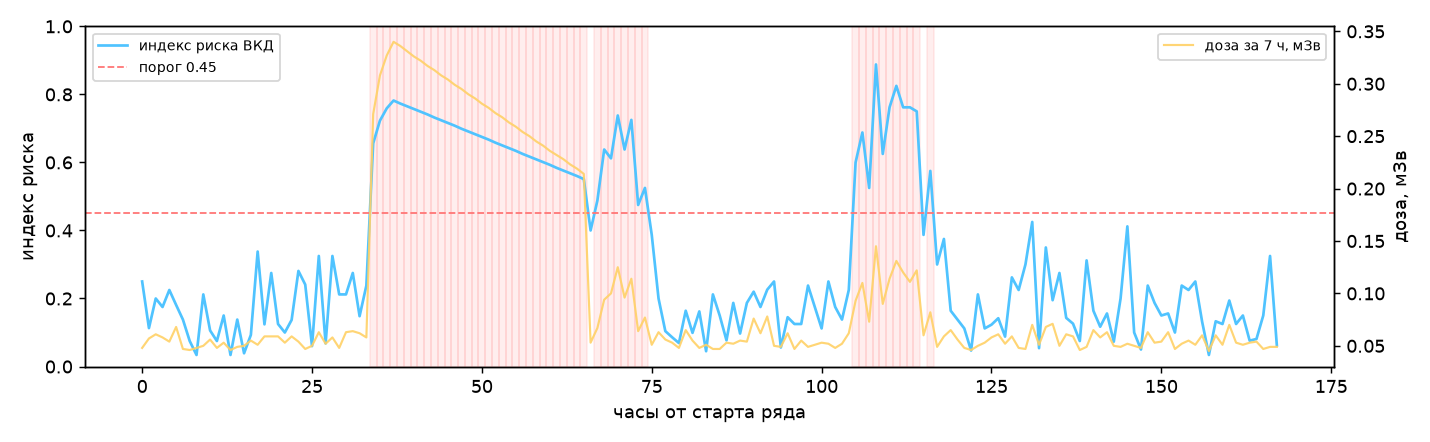 1.0
0.8
0.6
0.4
0.2
0.0
индекс риска
индекс риска ВКД
порог 0.45
доза за 7 ч, мЗв
0.35
0.30
0.25
0.20
0.15
0.10
0.05
доза, мЗв
0 25 50 75 100 125 150 175
часы от старта ряда